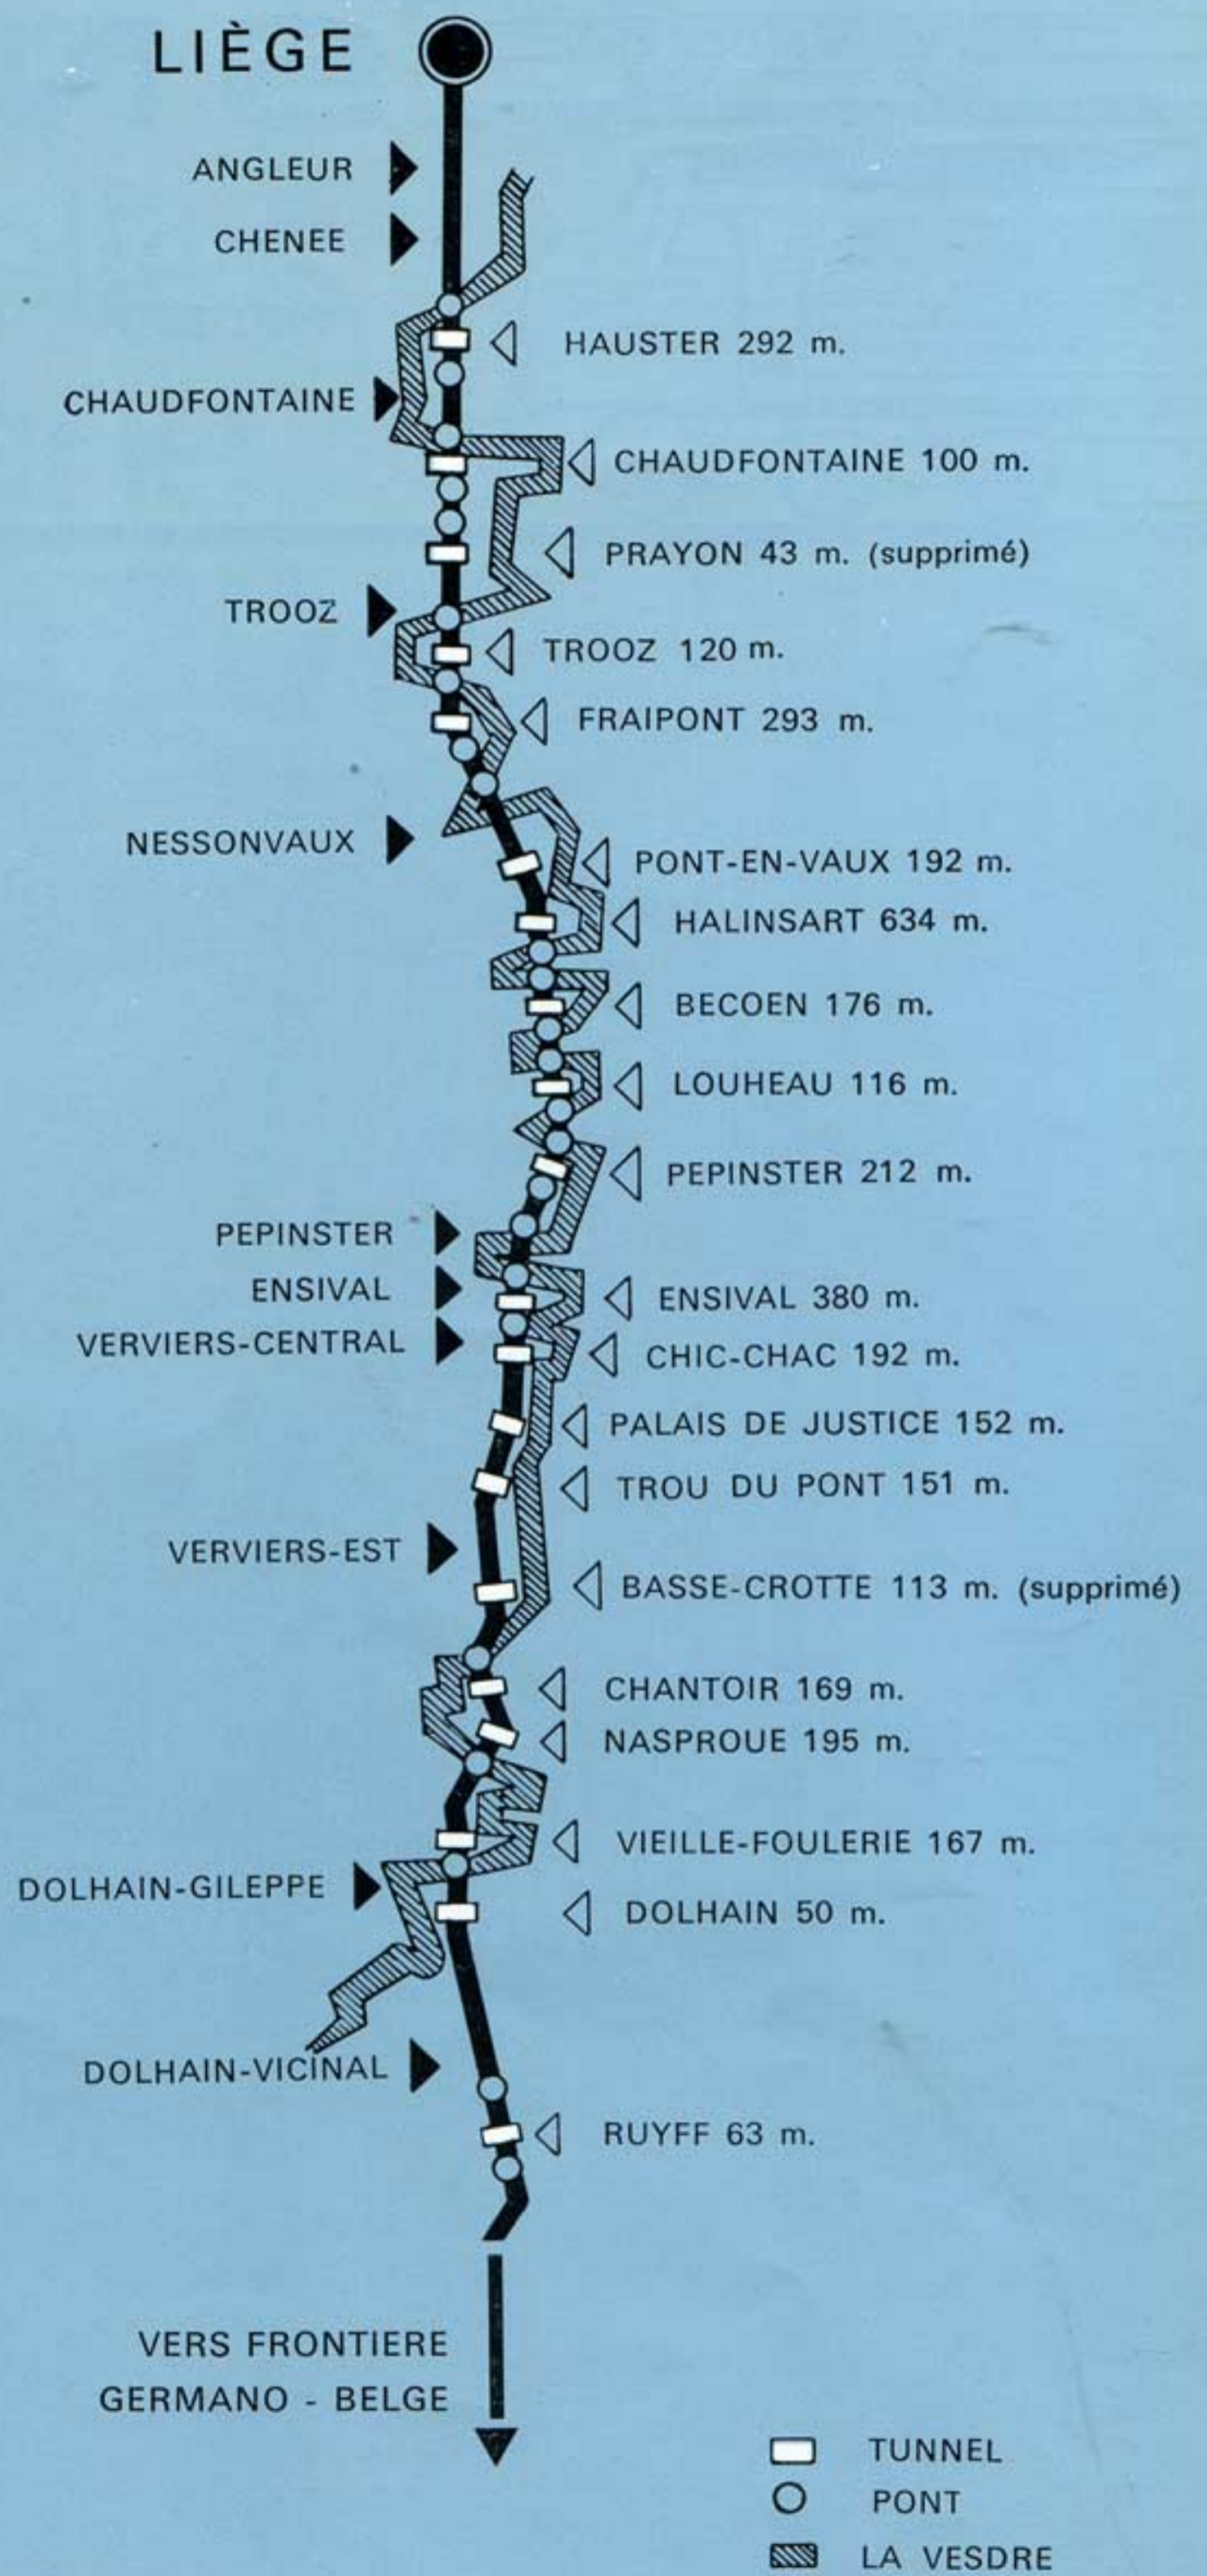 LIÈGE
ANGLEUR
CHENEE
HAUSTER 292 m.
CHAUDFONTAINE
CHAUDFONTAINE 100 m.
PRAYON 43 m. (supprimé)
TROOZ
TROOZ 120 m.
FRAIPONT 293 m.
NESSONVAUX
PONT-EN-VAUX 192 m.
HALINSART 634 m.
BECOEN 176 m.
LOUHEAU 116 m.
PEPINSTER 212 m.
PEPINSTER
ENSIVAL
ENSIVAL 380 m.
VERVIERS-CENTRAL
CHIC-CHAC 192 m.
PALAIS DE JUSTICE 152 m.
TROU DU PONT 151 m.
VERVIERS-EST
BASSE-CROTTE 113 m. (supprimé)
CHANTOIR 169 m.
NASPROUE 195 m.
VIEILLE-FOULERIE 167 m.
DOLHAIN-GILEPPE
DOLHAIN 50 m.
DOLHAIN-VICINAL
RUYFF 63 m.
VERS FRONTIERE
GERMANO - BELGE
TUNNEL
PONT
LA VESDRE